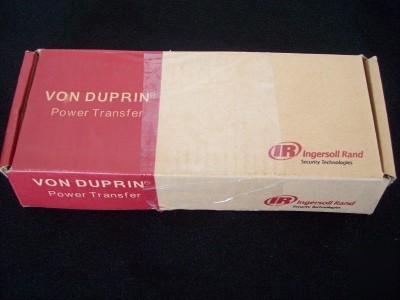 VON DUPRIN®
Power Transfer
IR Ingersoll Rand
Security Technologies
VON DUPRIN®
Power Transfer
IR Ingersoll Rand
Security Technologies